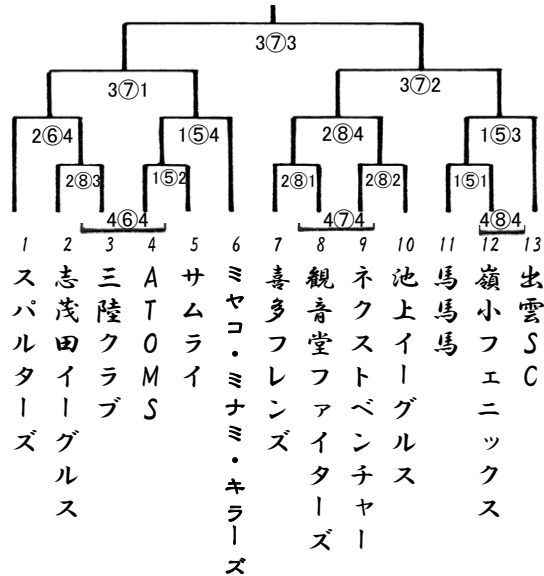 3⑦3
3⑦1
3⑦2
2⑥4
1⑤4
2⑧4
1⑤3
2⑧3
1⑤2
2⑧1
2⑧2
1⑤1
4⑥4
4⑦4
4⑧4
1 スパルターズ
2 志茂田イーグルス
3 三陸クラブ
4 ATOMS
5 サムライ
6 ミヤコ・ミナミ・キラーズ
7 喜多フレンズ
8 観音堂ファイターズ
9 ネクストベンチャー
10 池上イーグルス
11 馬馬馬
12 嶺小フェニックス
13 出雲SC